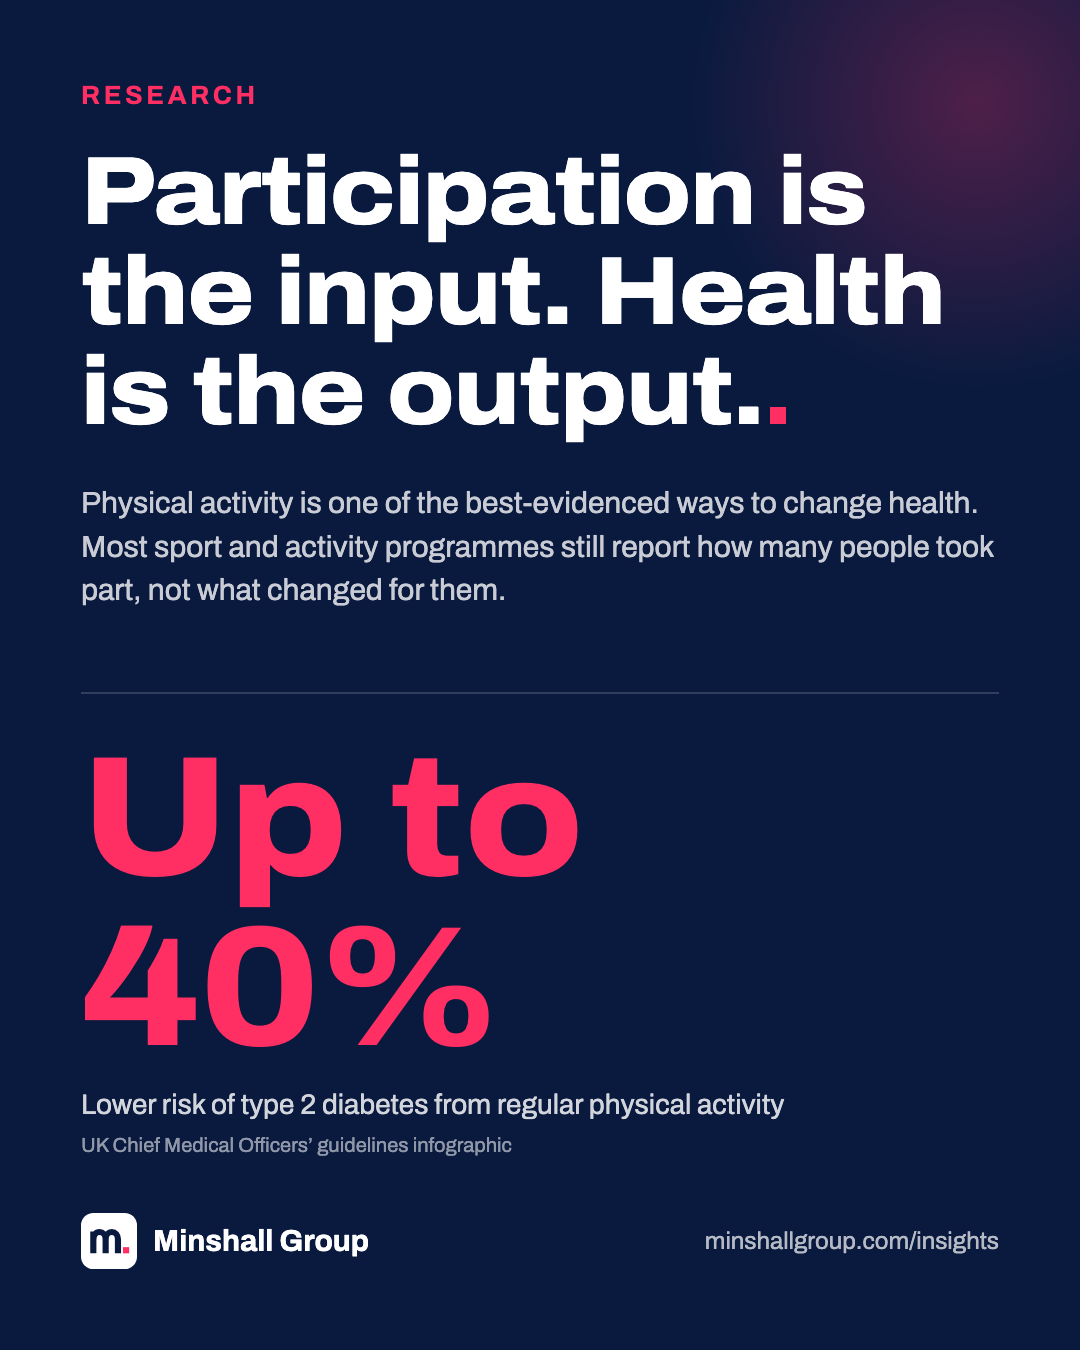 RESEARCH
Participation is
the input. Health
is the output..
Physical activity is one of the best-evidenced ways to change health.
Most sport and activity programmes still report how many people took
part, not what changed for them.
Up to
40%
Lower risk of type 2 diabetes from regular physical activity
UK Chief Medical Officers’ guidelines infographic
m.
Minshall Group
minshallgroup.com/insights